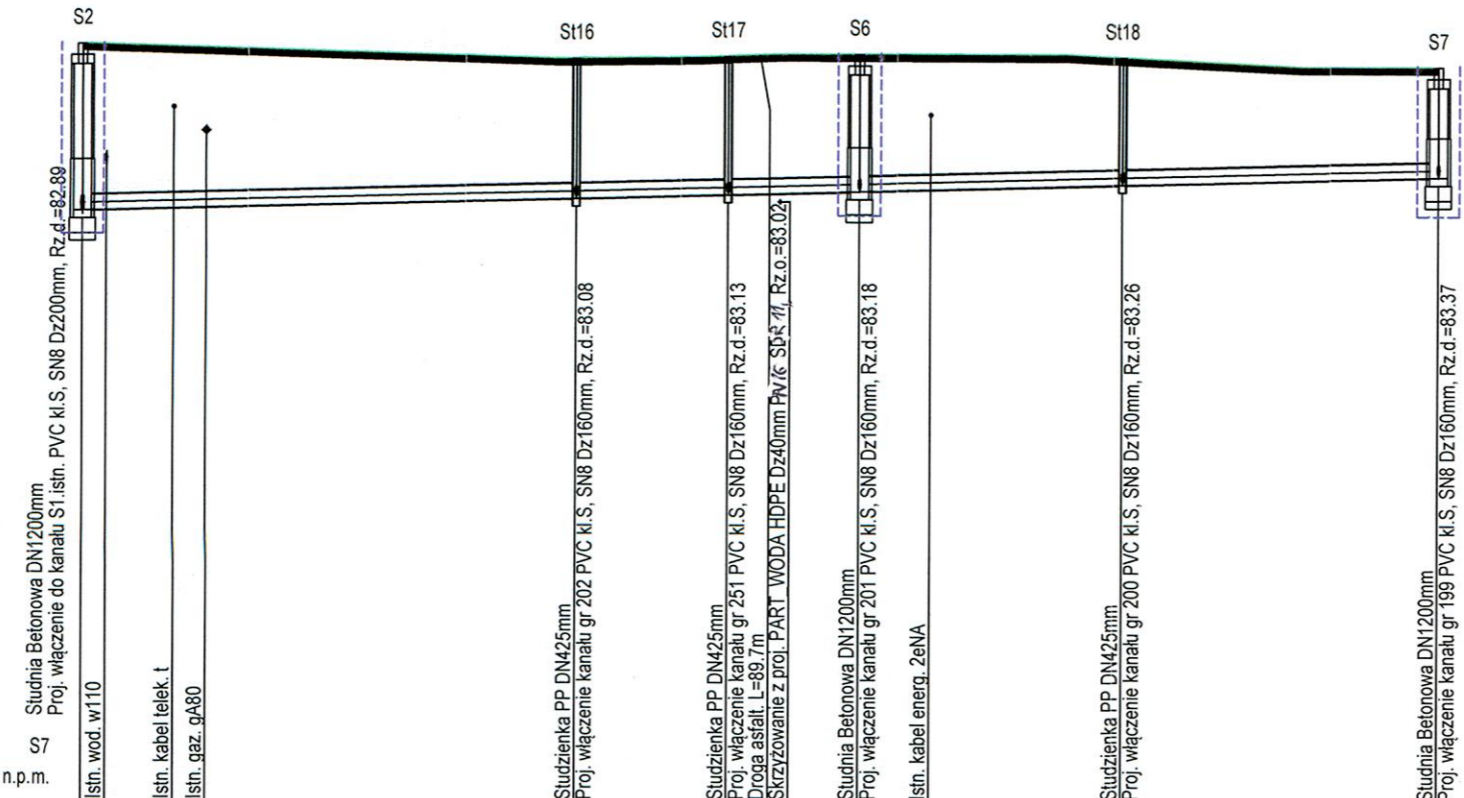 S2
St16
St17
S6
St18
S7
Studnia Betonowa DN1200mm
Proj. włączenie do kanału S1.istn. PVC kl.S, SN8 Dz200mm, Rz.d.=82.89
Istn. wod. w110
Istn. kabel telek. t
Istn. gaz. gA80
Studzienka PP DN425mm
Proj. włączenie kanału gr 202 PVC kl.S, SN8 Dz160mm, Rz.d.=83.08
Studzienka PP DN425mm
Proj. włączenie kanału gr 251 PVC kl.S, SN8 Dz160mm, Rz.d.=83.13
Droga asfalt. L=89.7m
Skrzyżowanie z proj. PART_WODA HDPE Dz40mm PN16 SDR 11, Rz.o.=83.02
Studnia Betonowa DN1200mm
Proj. włączenie kanału gr 201 PVC kl.S, SN8 Dz160mm, Rz.d.=83.18
Istn. kabel energ. 2eNA
Studzienka PP DN425mm
Proj. włączenie kanału gr 200 PVC kl.S, SN8 Dz160mm, Rz.d.=83.26
Studnia Betonowa DN1200mm
Proj. włączenie kanału gr 199 PVC kl.S, SN8 Dz160mm, Rz.d.=83.37
S7
n.p.m.